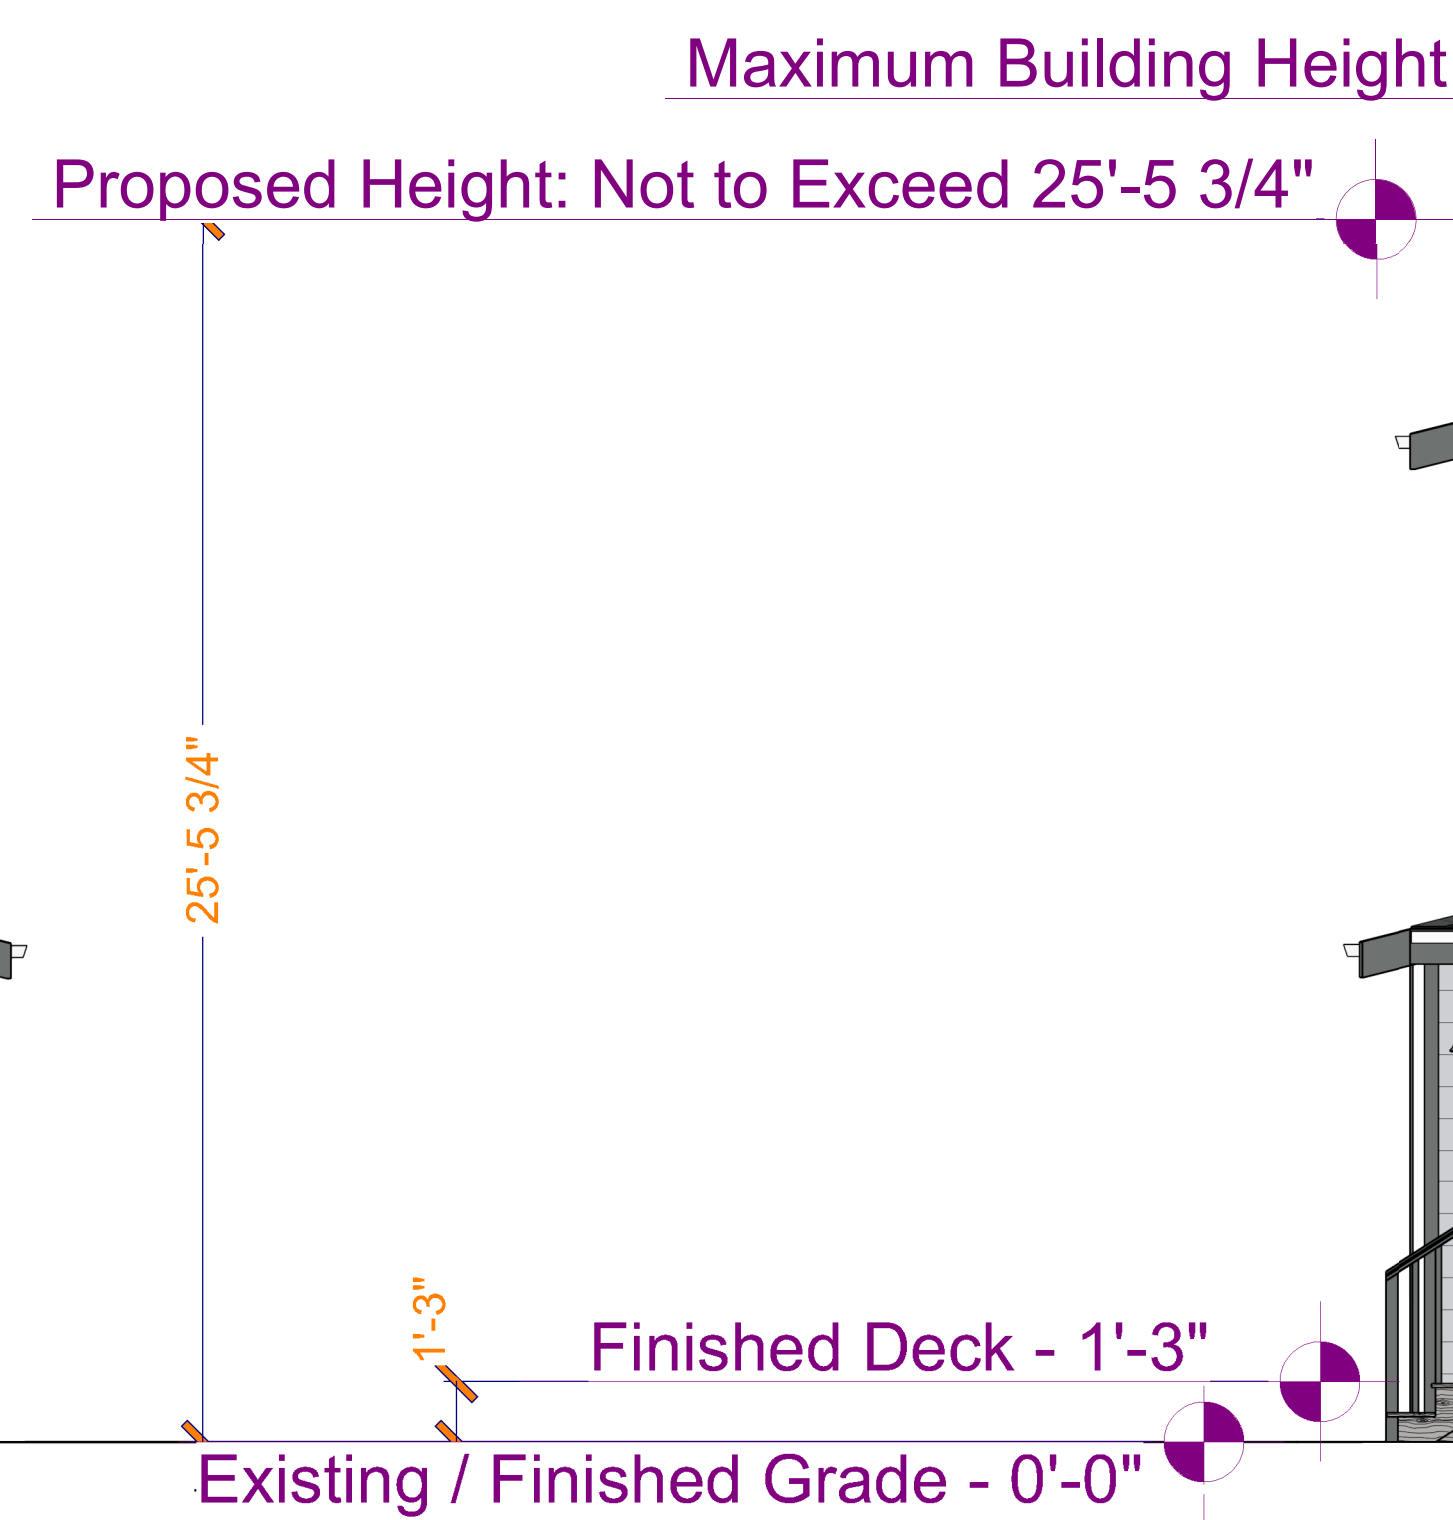 Maximum Building Height
Proposed Height: Not to Exceed 25'-5 3/4"
25'-5 3/4"
1'-3"
Finished Deck - 1'-3"
Existing / Finished Grade - 0'-0"